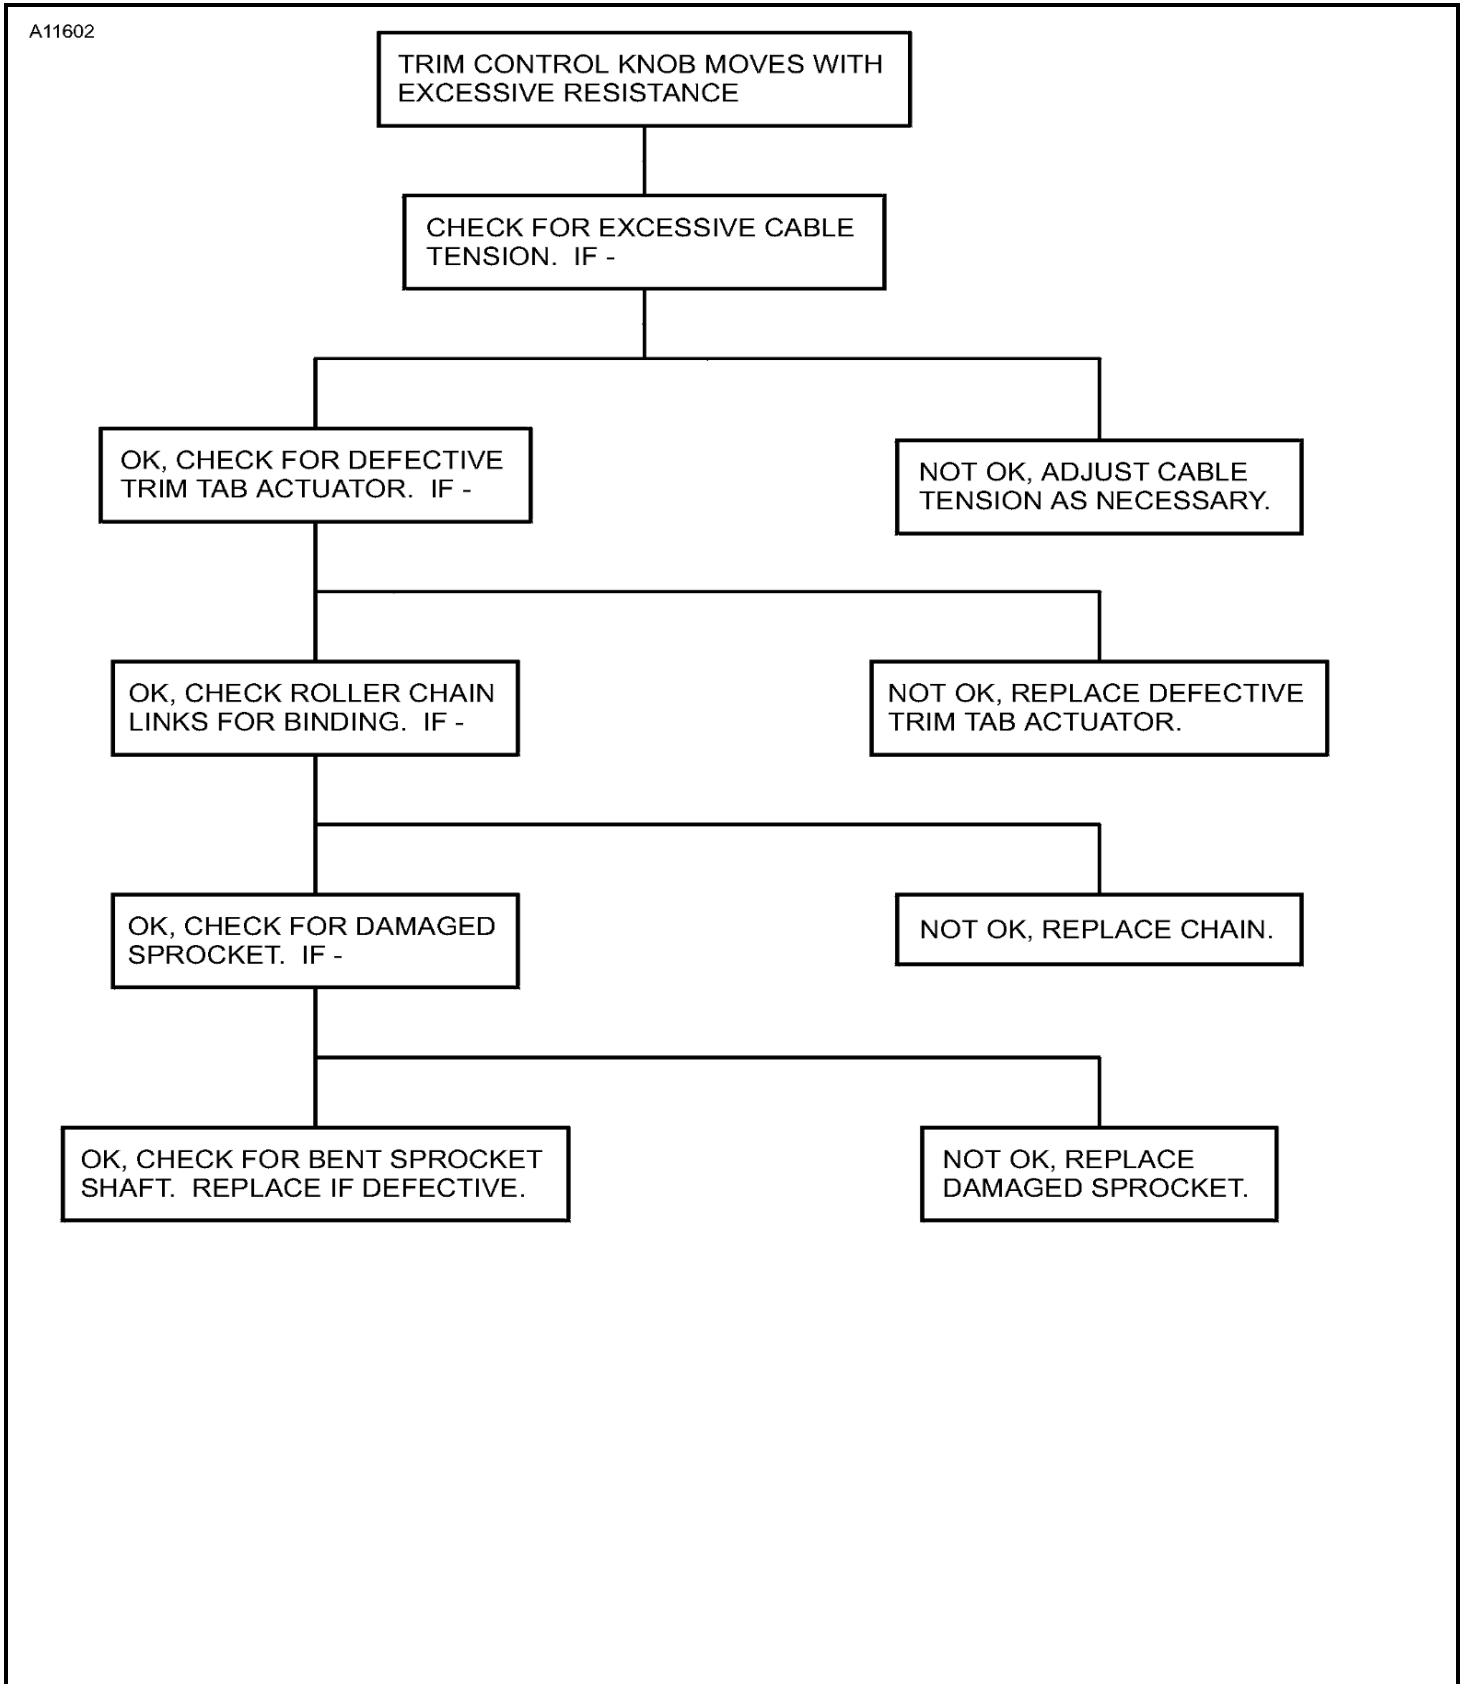 A11602
TRIM CONTROL KNOB MOVES WITH
EXCESSIVE RESISTANCE
CHECK FOR EXCESSIVE CABLE
TENSION.  IF -
OK, CHECK FOR DEFECTIVE
TRIM TAB ACTUATOR.  IF -
NOT OK, ADJUST CABLE
TENSION AS NECESSARY.
OK, CHECK ROLLER CHAIN
LINKS FOR BINDING.  IF -
NOT OK, REPLACE DEFECTIVE
TRIM TAB ACTUATOR.
OK, CHECK FOR DAMAGED
SPROCKET.  IF -
NOT OK, REPLACE CHAIN.
OK, CHECK FOR BENT SPROCKET
SHAFT.  REPLACE IF DEFECTIVE.
NOT OK, REPLACE
DAMAGED SPROCKET.